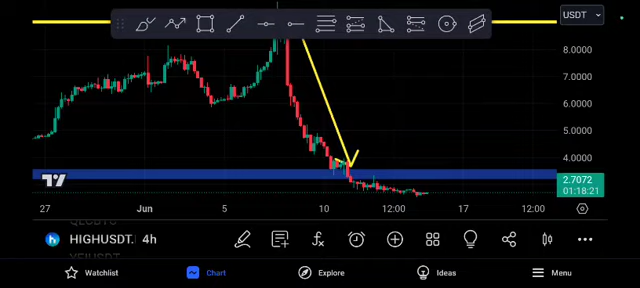 USDT
8.0000
7.0000
6.0000
5.0000
4.0000
2.7072
01:18:21
27 Jun 5 10 12:00 17 12:00
HIGHUSDT. 4h
Watchlist Chart Explore Ideas Menu